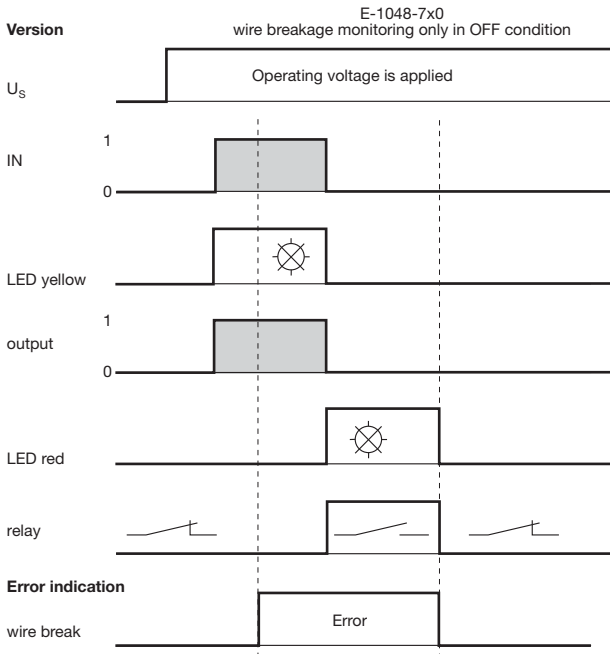 E-1048-7x0
Version wire breakage monitoring only in OFF condition
U_S Operating voltage is applied
1
IN
0
LED yellow
1
output
0
LED red
relay
Error indication
wire break Error